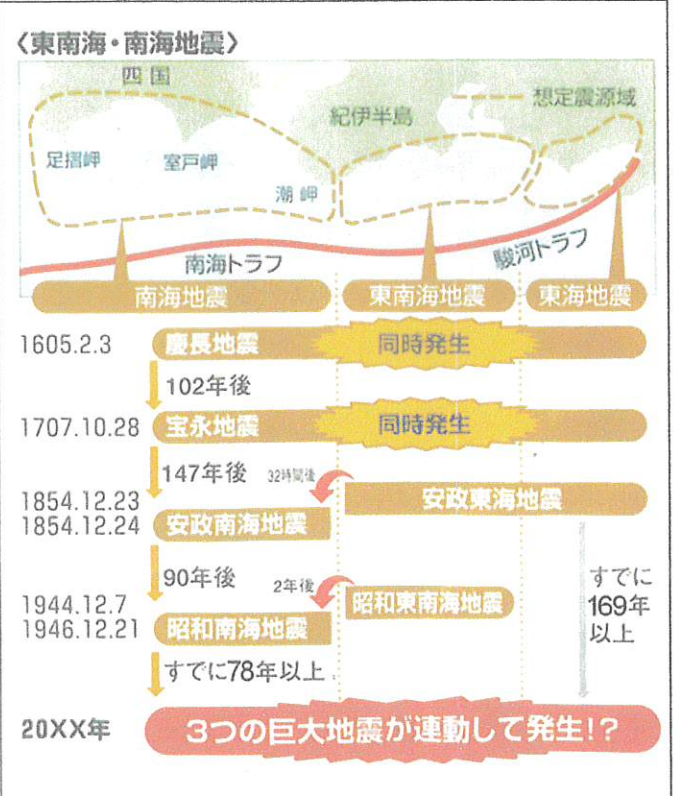 〈東南海・南海地震〉
四国
紀伊半島
想定震源域
足摺岬
室戸岬
潮岬
南海トラフ
駿河トラフ
南海地震
東南海地震
東海地震
1605.2.3
慶長地震
同時発生
102年後
1707.10.28
宝永地震
同時発生
147年後
32時間後
1854.12.23
安政東海地震
1854.12.24
安政南海地震
90年後
2年後
すでに
169年
以上
1944.12.7
昭和東南海地震
1946.12.21
昭和南海地震
すでに78年以上
20XX年
3つの巨大地震が連動して発生!?